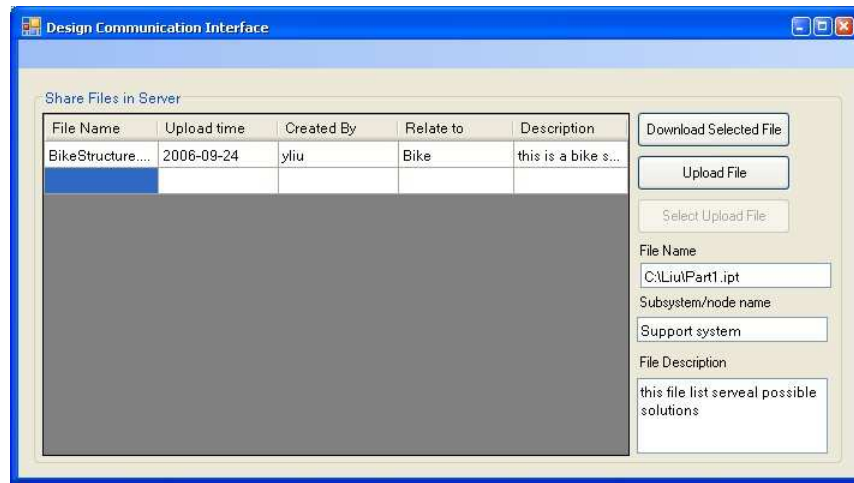 Design Communication Interface
Share Files in Server
File Name Upload time Created By Relate to Description
BikeStructure.... 2006-09-24 yliu Bike this is a bike s...
Download Selected File
Upload File
Select Upload File
File Name
C:\Liu\Part1.ipt
Subsystem/node name
Support system
File Description
this file list serveal possible
solutions